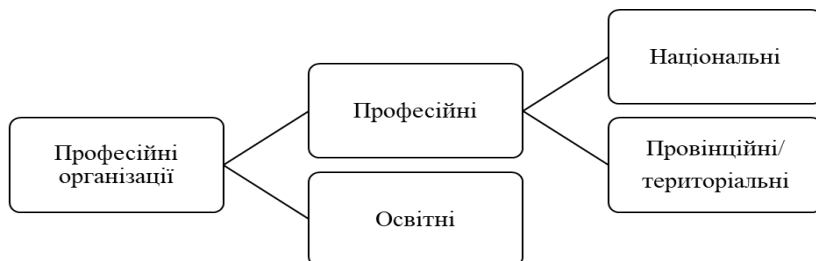 Професійні
організації
Професійні
Освітні
Національні
Провінційні/
територіальні